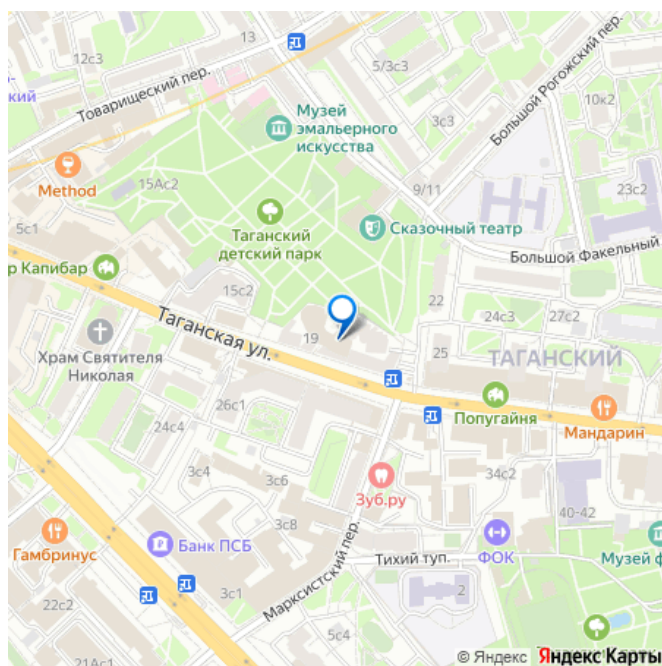 13
13
5/3с3
Большой Рогожский пер.
Товарищеский пер.
ский
Музей
эмальерного
искусства
3с3
10к2
Method
15Ас2
9/11
23с2
5с1
Таганский
детский парк
Сказочный театр
Большой Факельный
р Капибар
15с2
22
24с3
27с2
Таганская ул.
19
Храм Святителя
Николая
25
ТАГАНСКИЙ
26с1
Попугайня
Мандарин
24с4
3с4
3с6
Зуб.ру
34с2
40-42
3с8
Гамбринус
Банк ПСБ
Марксистский пер.
Тихий туп.
ФОК
Музей ф
3с1
2
22с2
5с4
21Ас1
© Яндекс Яндекс Карты